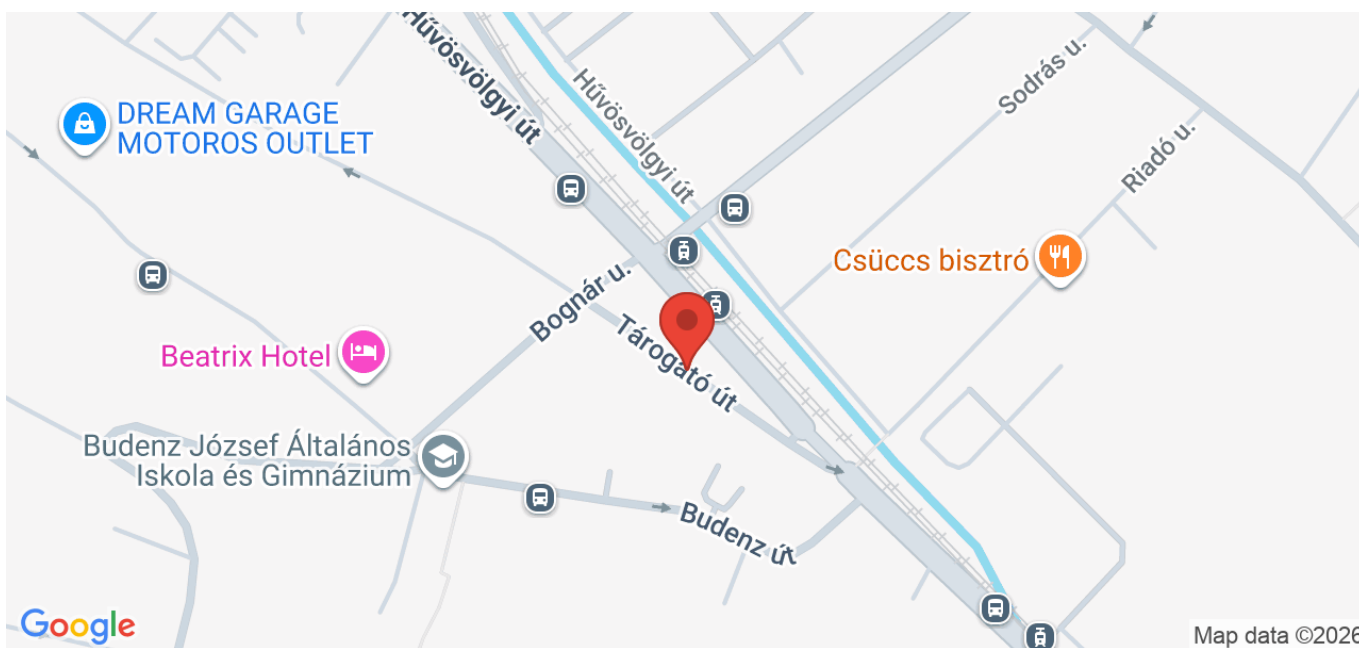 Hűvösvölgyi út
Hűvösvölgyi út
Sodrás u.
DREAM GARAGE
MOTOROS OUTLET
Riadó u.
Csüccs bisztró
Bognár u.
Beatrix Hotel
Tárogató út
Budenz József Általános
Iskola és Gimnázium
Budenz út
Google
Map data ©2026